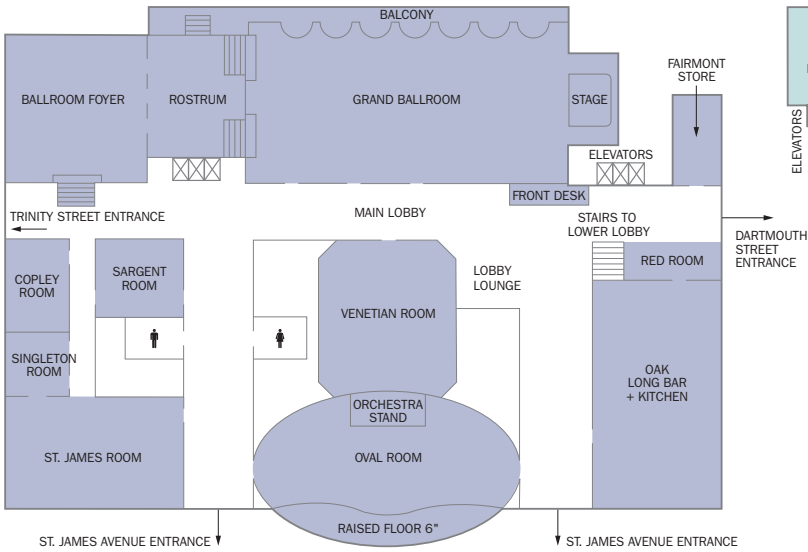 BALCONY
FAIRMONT
STORE
BALLROOM FOYER
ROSTRUM
GRAND BALLROOM
STAGE
ELEVATORS
ELEVATORS
FRONT DESK
TRINITY STREET ENTRANCE
MAIN LOBBY
STAIRS TO
LOWER LOBBY
DARTMOUTH
STREET
ENTRANCE
COPLEY
ROOM
SARGENT
ROOM
LOBBY
LOUNGE
RED ROOM
VENETIAN ROOM
SINGLETON
ROOM
OAK
LONG BAR
+ KITCHEN
ORCHESTRA
STAND
ST. JAMES ROOM
OVAL ROOM
RAISED FLOOR 6"
ST. JAMES AVENUE ENTRANCE
ST. JAMES AVENUE ENTRANCE